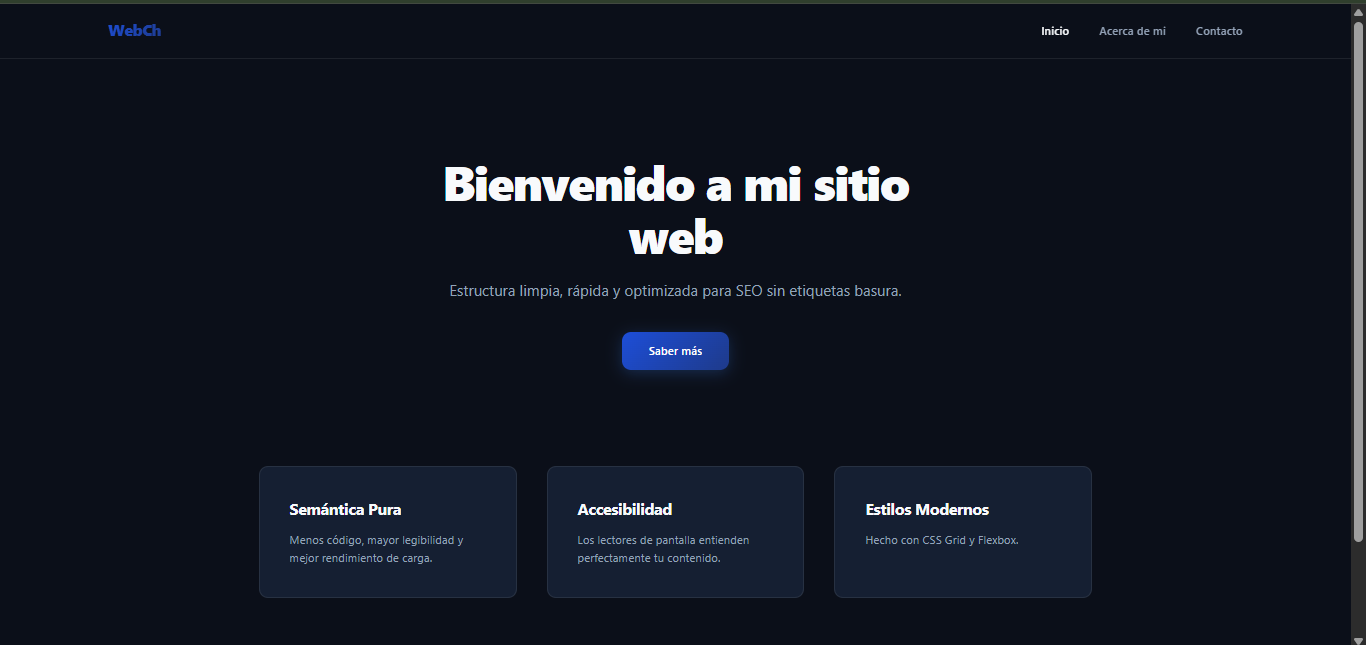 WebCh
Inicio
Acerca de mi
Contacto
Bienvenido a mi sitio
web
Estructura limpia, rápida y optimizada para SEO sin etiquetas basura.
Saber más
Semántica Pura
Menos código, mayor legibilidad y
mejor rendimiento de carga.
Accesibilidad
Los lectores de pantalla entienden
perfectamente tu contenido.
Estilos Modernos
Hecho con CSS Grid y Flexbox.